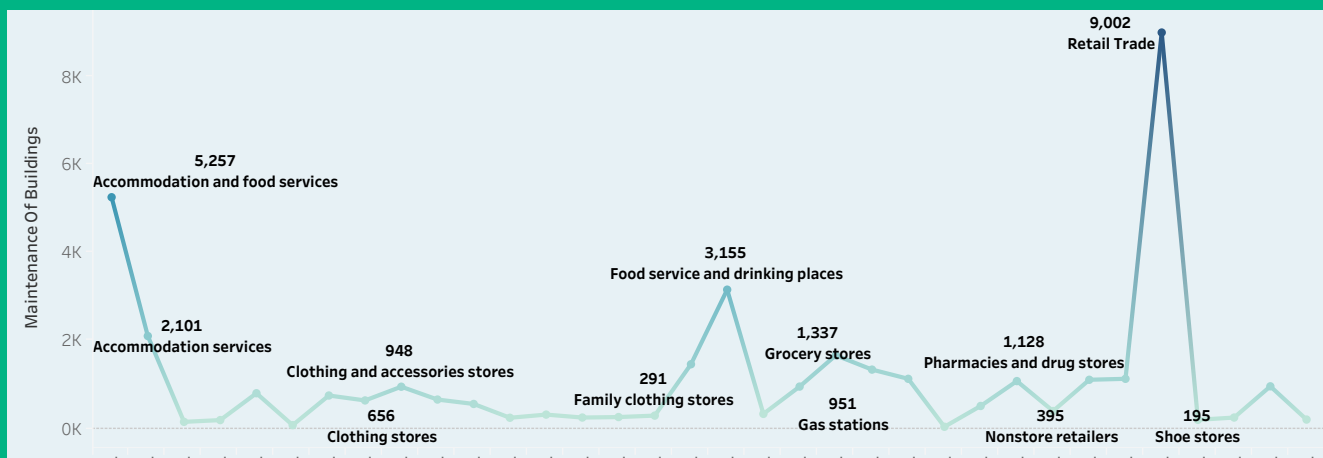 9,002
Retail Trade
8K
6K
5,257
Accommodation and food services
4K
3,155
Food service and drinking places
2K
2,101
Accommodation services
1,337
Grocery stores
1,128
Pharmacies and drug stores
948
Clothing and accessories stores
291
Family clothing stores
656
Clothing stores
951
Gas stations
395
Nonstore retailers
195
Shoe stores
0K
Maintenance Of Buildings